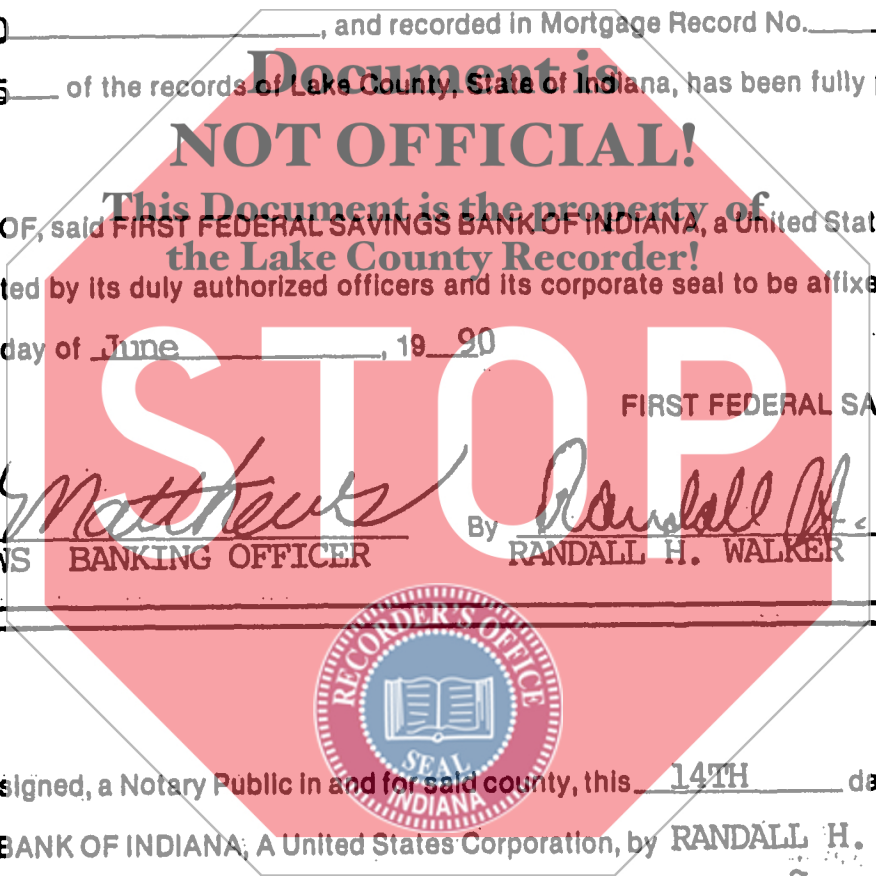 , and recorded in Mortgage Record No.
Document is
of the records of Lake County, State of Indiana, has been fully
NOT OFFICIAL!
This Document is the property of
OF, said FIRST FEDERAL SAVINGS BANK OF INDIANA, a United Stat
the Lake County Recorder!
ted by its duly authorized officers and its corporate seal to be affixe
day of June , 19 90
STOP
FIRST FEDERAL SA
Matthews By Randall H.
WS BANKING OFFICER RANDALL H. WALKER
RECORDER'S OFFICE
SEAL
INDIANA
signed, a Notary Public in and for said county, this 14TH da
BANK OF INDIANA, A United States Corporation, by RANDALL H.